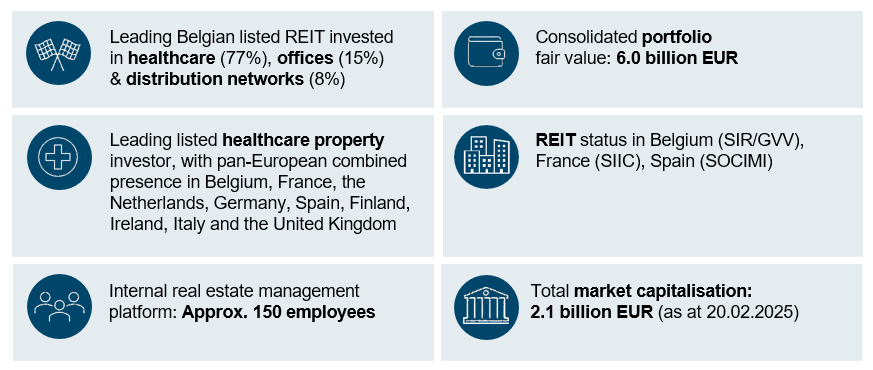 Leading Belgian listed REIT invested
in healthcare (77%), offices (15%)
& distribution networks (8%)
Consolidated portfolio
fair value: 6.0 billion EUR
Leading listed healthcare property
investor, with pan-European combined
presence in Belgium, France, the
Netherlands, Germany, Spain, Finland,
Ireland, Italy and the United Kingdom
REIT status in Belgium (SIR/GVV),
France (SIIC), Spain (SOCIMI)
Internal real estate management
platform: Approx. 150 employees
Total market capitalisation:
2.1 billion EUR (as at 20.02.2025)